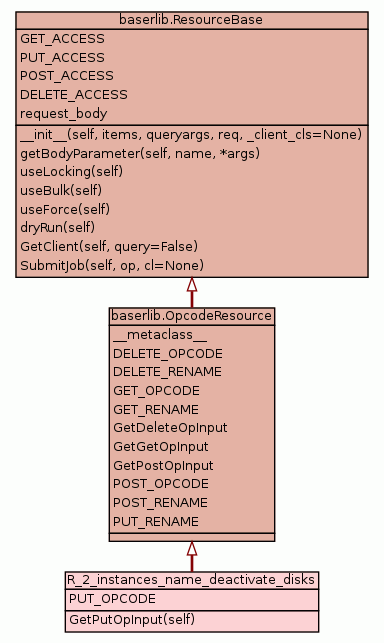 baserlib.ResourceBase
GET_ACCESS
PUT_ACCESS
POST_ACCESS
DELETE_ACCESS
request_body
__init__(self, items, queryargs, req, _client_cls=None)
getBodyParameter(self, name, *args)
useLocking(self)
useBulk(self)
useForce(self)
dryRun(self)
GetClient(self, query=False)
SubmitJob(self, op, cl=None)
baserlib.OpcodeResource
__metaclass__
DELETE_OPCODE
DELETE_RENAME
GET_OPCODE
GET_RENAME
GetDeleteOpInput
GetGetOpInput
GetPostOpInput
POST_OPCODE
POST_RENAME
PUT_RENAME
R_2_instances_name_deactivate_disks
PUT_OPCODE
GetPutOpInput(self)